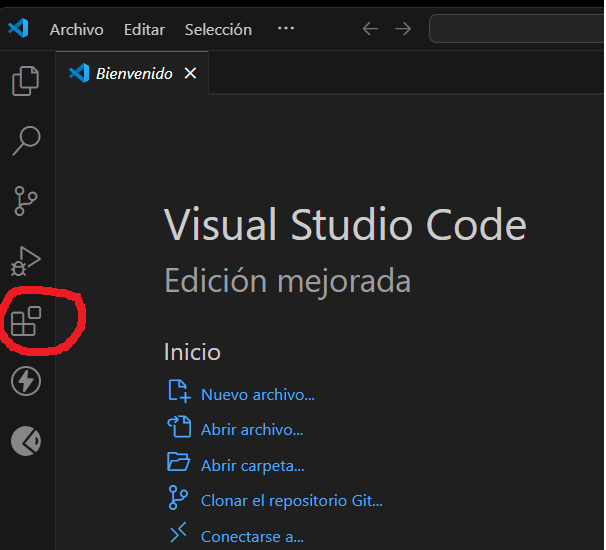 Archivo Editar Selección ···
Bienvenido
Visual Studio Code
Edición mejorada
Inicio
Nuevo archivo...
Abrir archivo...
Abrir carpeta...
Clonar el repositorio Git...
Conectarse a...